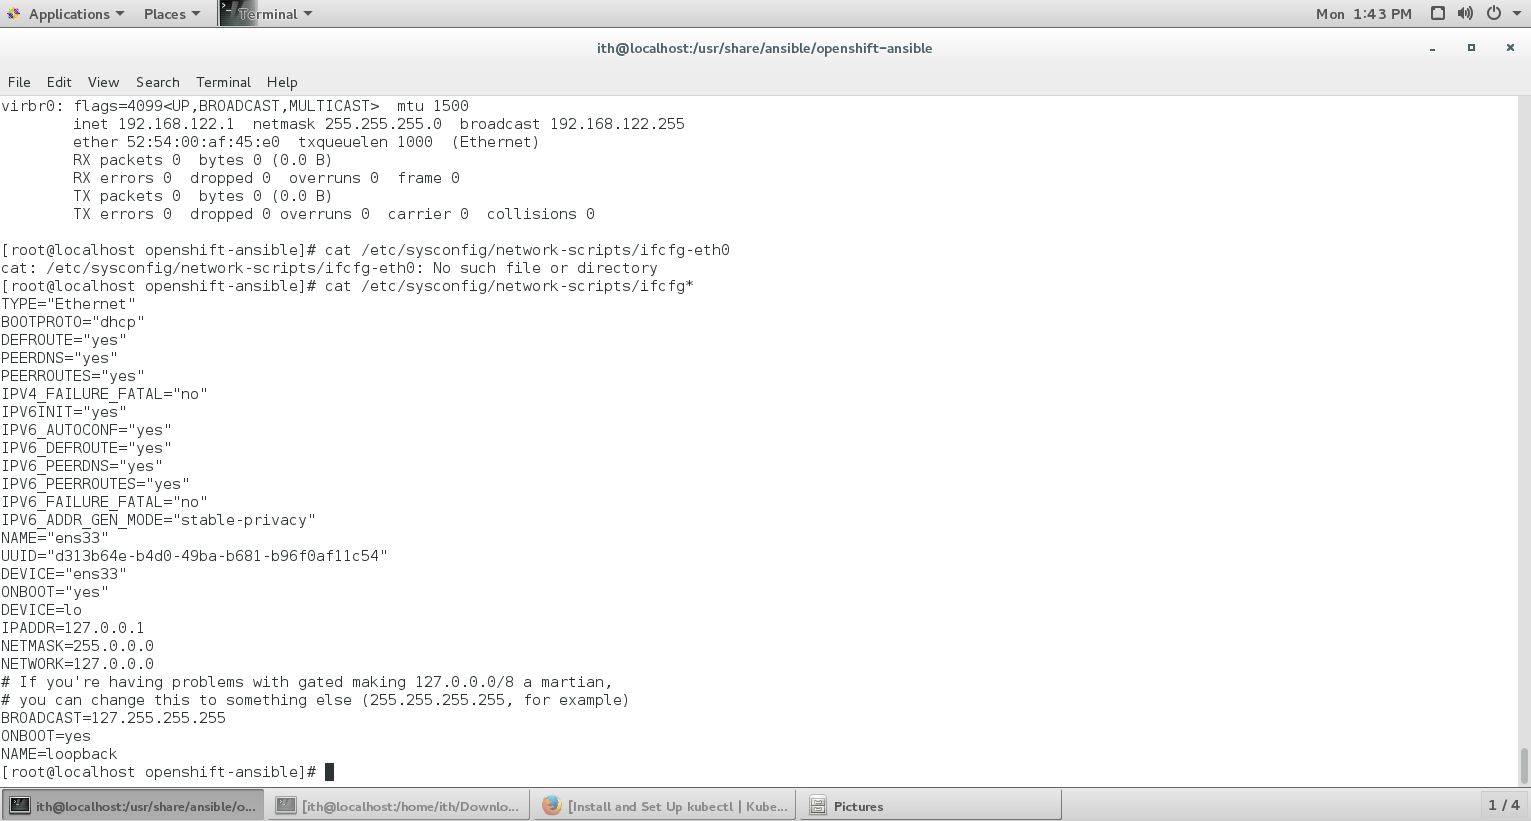 Applications Places Terminal Mon 1:43 PM
ith@localhost:/usr/share/ansible/openshift-ansible
File Edit View Search Terminal Help
virbr0: flags=4099<UP,BROADCAST,MULTICAST>  mtu 1500
        inet 192.168.122.1  netmask 255.255.255.0  broadcast 192.168.122.255
        ether 52:54:00:af:45:e0  txqueuelen 1000  (Ethernet)
        RX packets 0  bytes 0 (0.0 B)
        RX errors 0  dropped 0  overruns 0  frame 0
        TX packets 0  bytes 0 (0.0 B)
        TX errors 0  dropped 0 overruns 0  carrier 0  collisions 0
[root@localhost openshift-ansible]# cat /etc/sysconfig/network-scripts/ifcfg-eth0
cat: /etc/sysconfig/network-scripts/ifcfg-eth0: No such file or directory
[root@localhost openshift-ansible]# cat /etc/sysconfig/network-scripts/ifcfg*
TYPE="Ethernet"
BOOTPROTO="dhcp"
DEFROUTE="yes"
PEERDNS="yes"
PEERROUTES="yes"
IPV4_FAILURE_FATAL="no"
IPV6INIT="yes"
IPV6_AUTOCONF="yes"
IPV6_DEFROUTE="yes"
IPV6_PEERDNS="yes"
IPV6_PEERROUTES="yes"
IPV6_FAILURE_FATAL="no"
IPV6_ADDR_GEN_MODE="stable-privacy"
NAME="ens33"
UUID="d313b64e-b4d0-49ba-b681-b96f0af11c54"
DEVICE="ens33"
ONBOOT="yes"
DEVICE=lo
IPADDR=127.0.0.1
NETMASK=255.0.0.0
NETWORK=127.0.0.0
# If you're having problems with gated making 127.0.0.0/8 a martian,
# you can change this to something else (255.255.255.255, for example)
BROADCAST=127.255.255.255
ONBOOT=yes
NAME=loopback
[root@localhost openshift-ansible]#
ith@localhost:/usr/share/ansible/o... [ith@localhost:/home/ith/Downlo... [Install and Set Up kubectl | Kube... Pictures 1 / 4